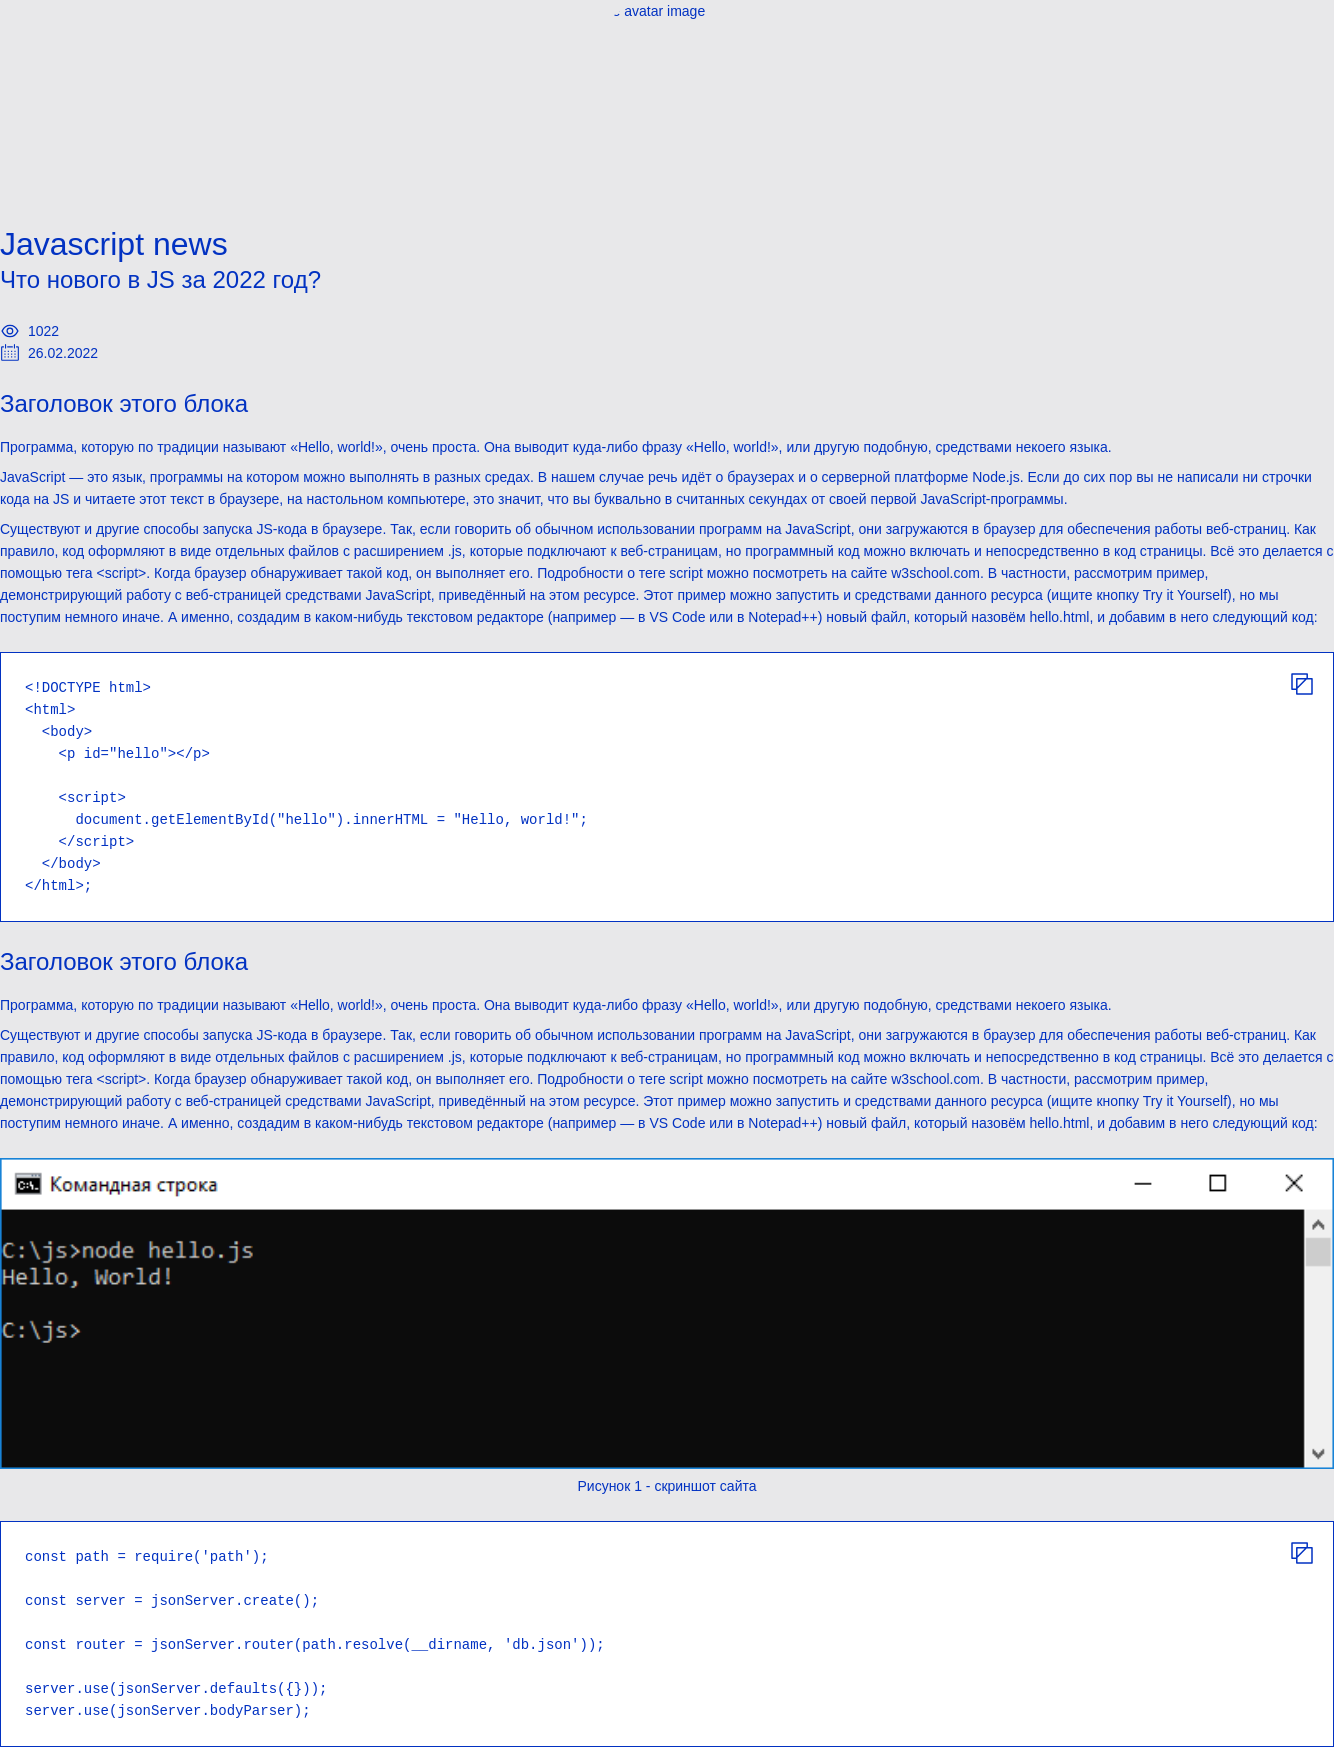 avatar image
Javascript news
Что нового в JS за 2022 год?
1022
26.02.2022
Заголовок этого блока
Программа, которую по традиции называют «Hello, world!», очень проста. Она выводит куда-либо фразу «Hello, world!», или другую подобную, средствами некоего языка.
JavaScript — это язык, программы на котором можно выполнять в разных средах. В нашем случае речь идёт о браузерах и о серверной платформе Node.js. Если до сих пор вы не написали ни строчки
кода на JS и читаете этот текст в браузере, на настольном компьютере, это значит, что вы буквально в считанных секундах от своей первой JavaScript-программы.
Существуют и другие способы запуска JS-кода в браузере. Так, если говорить об обычном использовании программ на JavaScript, они загружаются в браузер для обеспечения работы веб-страниц. Как
правило, код оформляют в виде отдельных файлов с расширением .js, которые подключают к веб-страницам, но программный код можно включать и непосредственно в код страницы. Всё это делается с
помощью тега <script>. Когда браузер обнаруживает такой код, он выполняет его. Подробности о теге script можно посмотреть на сайте w3school.com. В частности, рассмотрим пример,
демонстрирующий работу с веб-страницей средствами JavaScript, приведённый на этом ресурсе. Этот пример можно запустить и средствами данного ресурса (ищите кнопку Try it Yourself), но мы
поступим немного иначе. А именно, создадим в каком-нибудь текстовом редакторе (например — в VS Code или в Notepad++) новый файл, который назовём hello.html, и добавим в него следующий код:
<!DOCTYPE html>
<html>
  <body>
    <p id="hello"></p>

    <script>
      document.getElementById("hello").innerHTML = "Hello, world!";
    </script>
  </body>
</html>;
Заголовок этого блока
Программа, которую по традиции называют «Hello, world!», очень проста. Она выводит куда-либо фразу «Hello, world!», или другую подобную, средствами некоего языка.
Существуют и другие способы запуска JS-кода в браузере. Так, если говорить об обычном использовании программ на JavaScript, они загружаются в браузер для обеспечения работы веб-страниц. Как
правило, код оформляют в виде отдельных файлов с расширением .js, которые подключают к веб-страницам, но программный код можно включать и непосредственно в код страницы. Всё это делается с
помощью тега <script>. Когда браузер обнаруживает такой код, он выполняет его. Подробности о теге script можно посмотреть на сайте w3school.com. В частности, рассмотрим пример,
демонстрирующий работу с веб-страницей средствами JavaScript, приведённый на этом ресурсе. Этот пример можно запустить и средствами данного ресурса (ищите кнопку Try it Yourself), но мы
поступим немного иначе. А именно, создадим в каком-нибудь текстовом редакторе (например — в VS Code или в Notepad++) новый файл, который назовём hello.html, и добавим в него следующий код:
Командная строка
C:\js>node hello.js
Hello, World!
C:\js>
Рисунок 1 - скриншот сайта
const path = require('path');

const server = jsonServer.create();

const router = jsonServer.router(path.resolve(__dirname, 'db.json'));

server.use(jsonServer.defaults({}));
server.use(jsonServer.bodyParser);